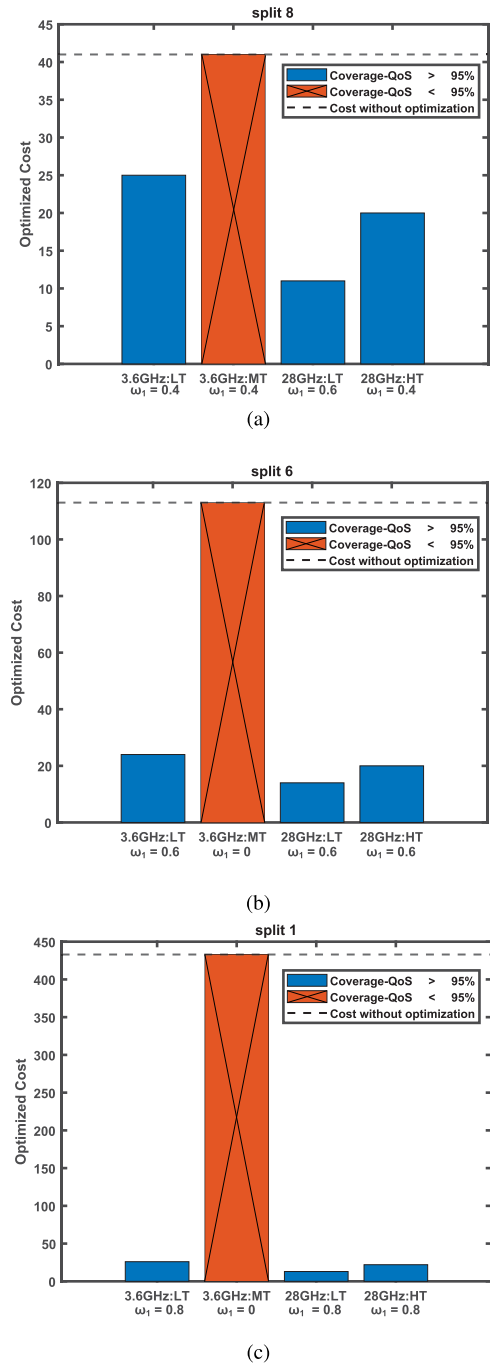 split 8
45
40
35
30
25
20
15
10
5
0
Optimized Cost
Coverage-QoS > 95%
Coverage-QoS < 95%
Cost without optimization
3.6GHz:LT 3.6GHz:MT 28GHz:LT 28GHz:HT
ω₁ = 0.4 ω₁ = 0.4 ω₁ = 0.6 ω₁ = 0.4
(a)
split 6
120
100
80
60
40
20
0
Optimized Cost
Coverage-QoS > 95%
Coverage-QoS < 95%
Cost without optimization
3.6GHz:LT 3.6GHz:MT 28GHz:LT 28GHz:HT
ω₁ = 0.6 ω₁ = 0 ω₁ = 0.6 ω₁ = 0.6
(b)
split 1
450
400
350
300
250
200
150
100
50
0
Optimized Cost
Coverage-QoS > 95%
Coverage-QoS < 95%
Cost without optimization
3.6GHz:LT 3.6GHz:MT 28GHz:LT 28GHz:HT
ω₁ = 0.8 ω₁ = 0 ω₁ = 0.8 ω₁ = 0.8
(c)